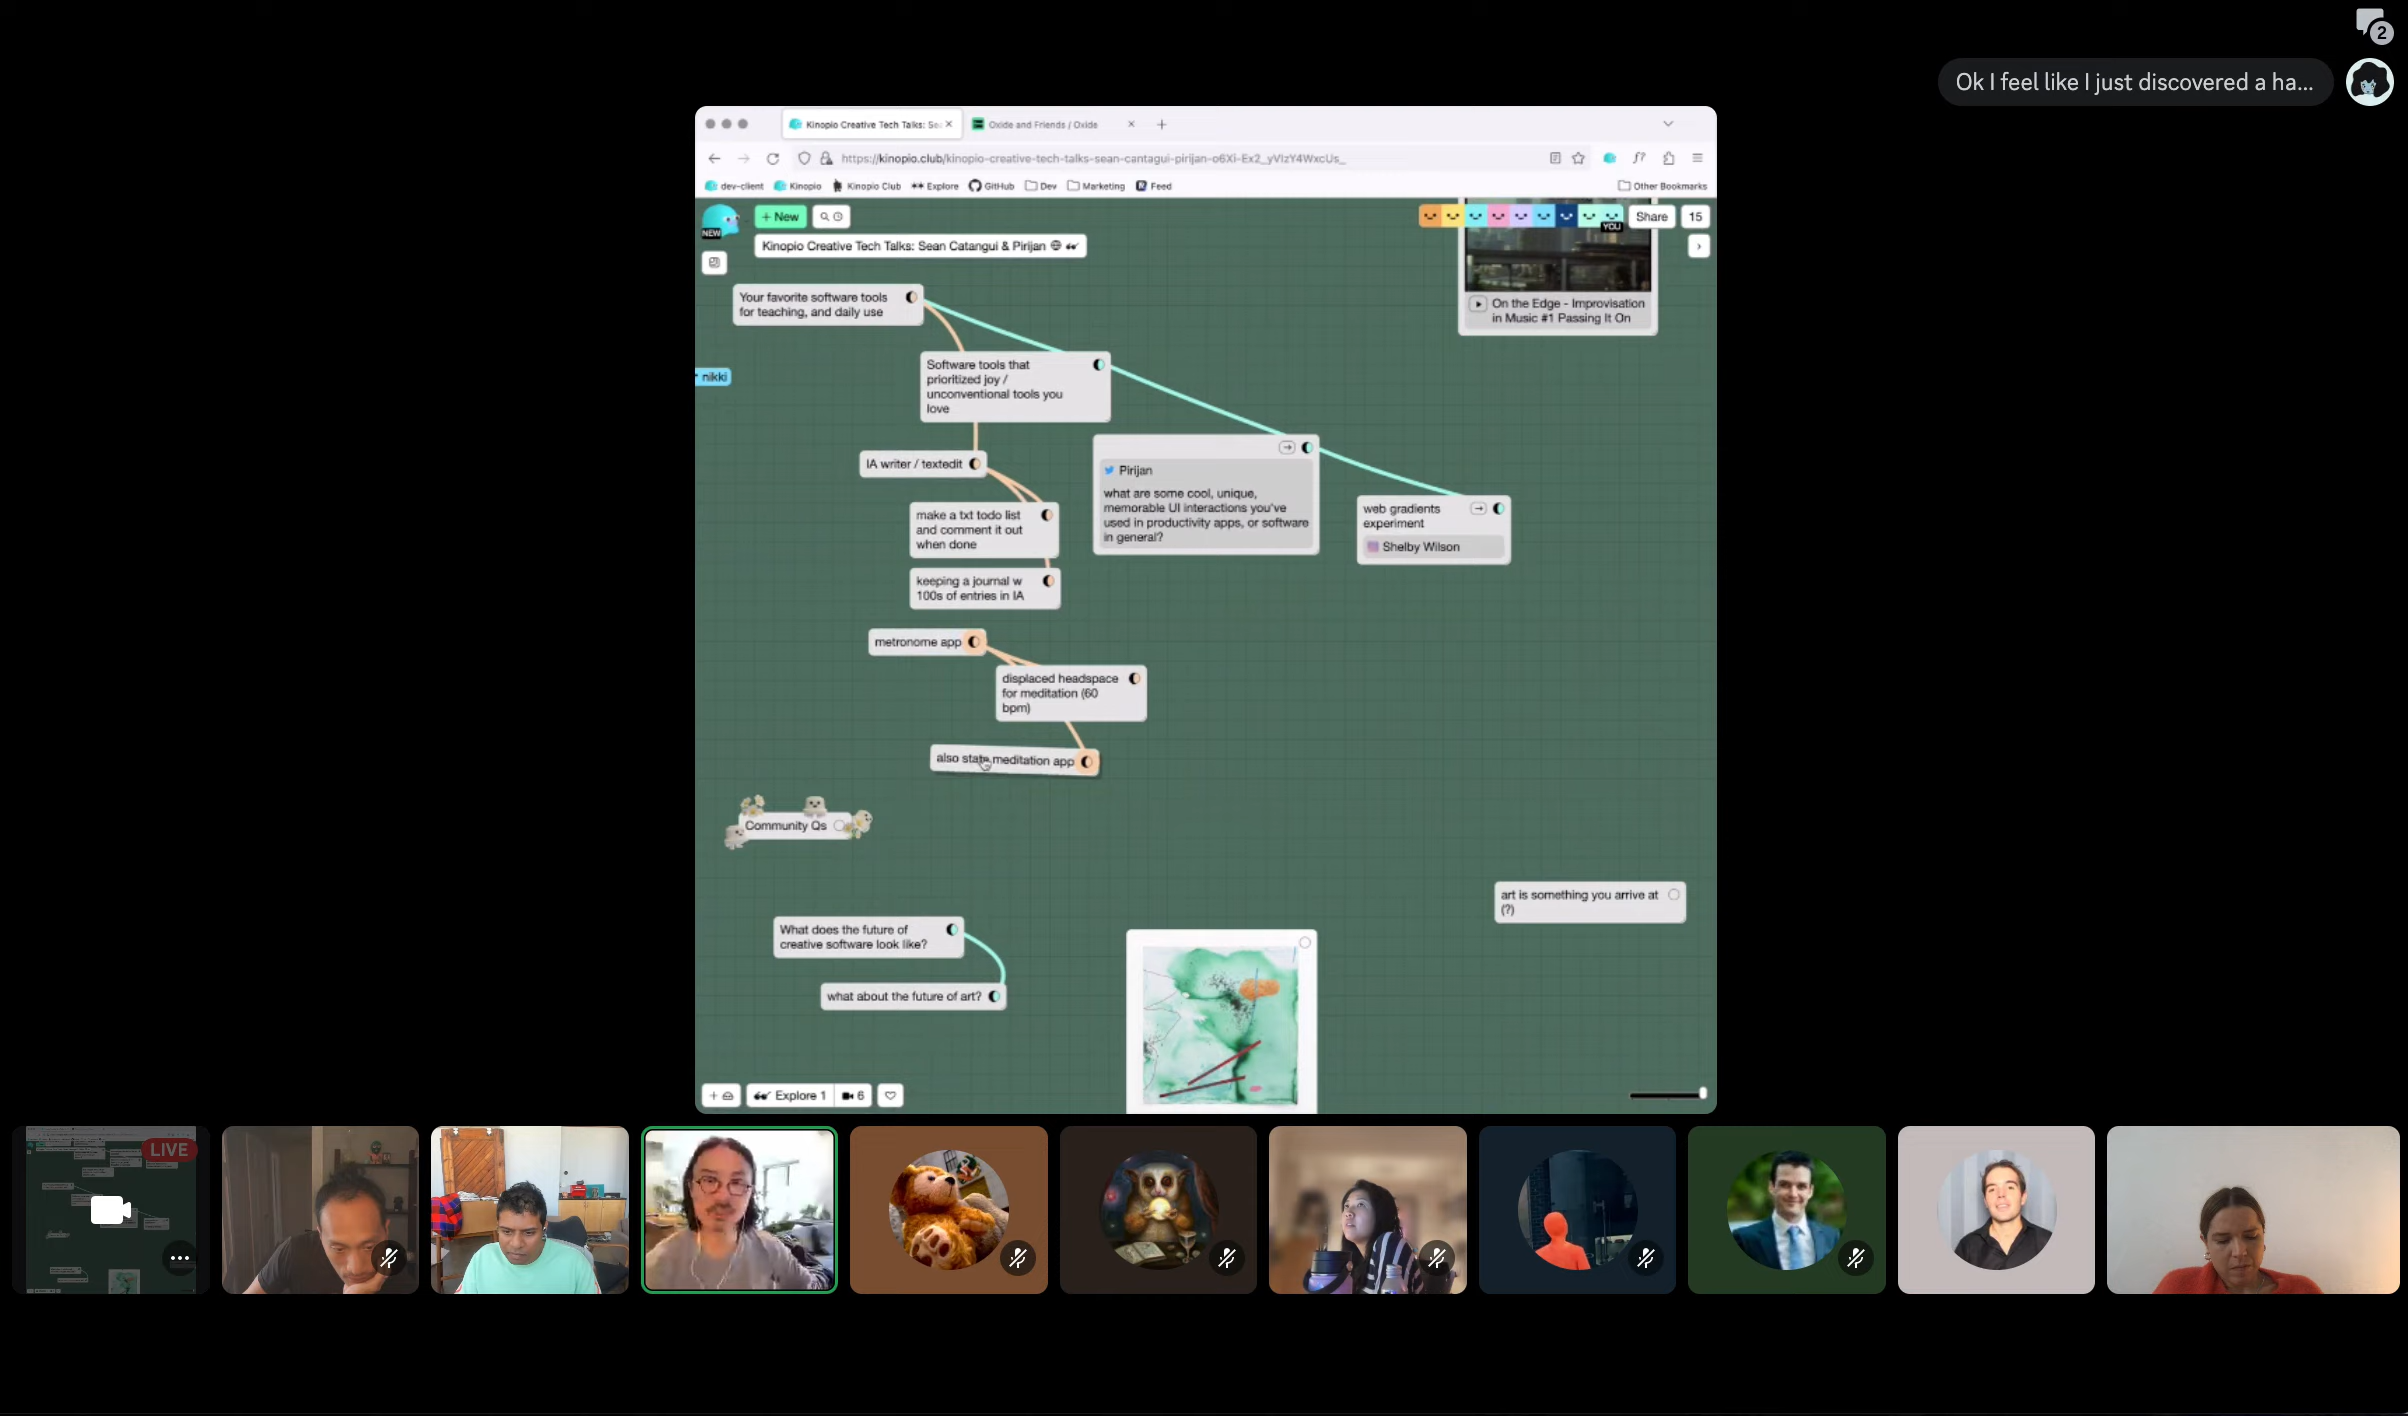 2
Ok I feel like I just discovered a ha...
Kinopio Creative Tech Talks: Se
Oxide and Friends / Oxide
https://kinopio.club/kinopio-creative-tech-talks-sean-cantagui-pirijan-o6Xi-Ex2_yVIzY4WxcUs_
dev-client
Kinopio
Kinopio Club
Explore
GitHub
Dev
Marketing
Feed
Other Bookmarks
NEW
+ New
YOU
Share
15
Kinopio Creative Tech Talks: Sean Catangui & Pirijan
Your favorite software tools
for teaching, and daily use
On the Edge - Improvisation
in Music #1 Passing It On
nikki
Software tools that
prioritized joy /
unconventional tools you
love
IA writer / textedit
Pirijan
what are some cool, unique,
memorable UI interactions you've
used in productivity apps, or software
in general?
make a txt todo list
and comment it out
when done
web gradients
experiment
Shelby Wilson
keeping a journal w
100s of entries in IA
metronome app
displaced headspace
for meditation (60
bpm)
also meditation app
Community Qs
art is something you arrive at
(?)
What does the future of
creative software look like?
what about the future of art?
+
Explore 1
6
LIVE